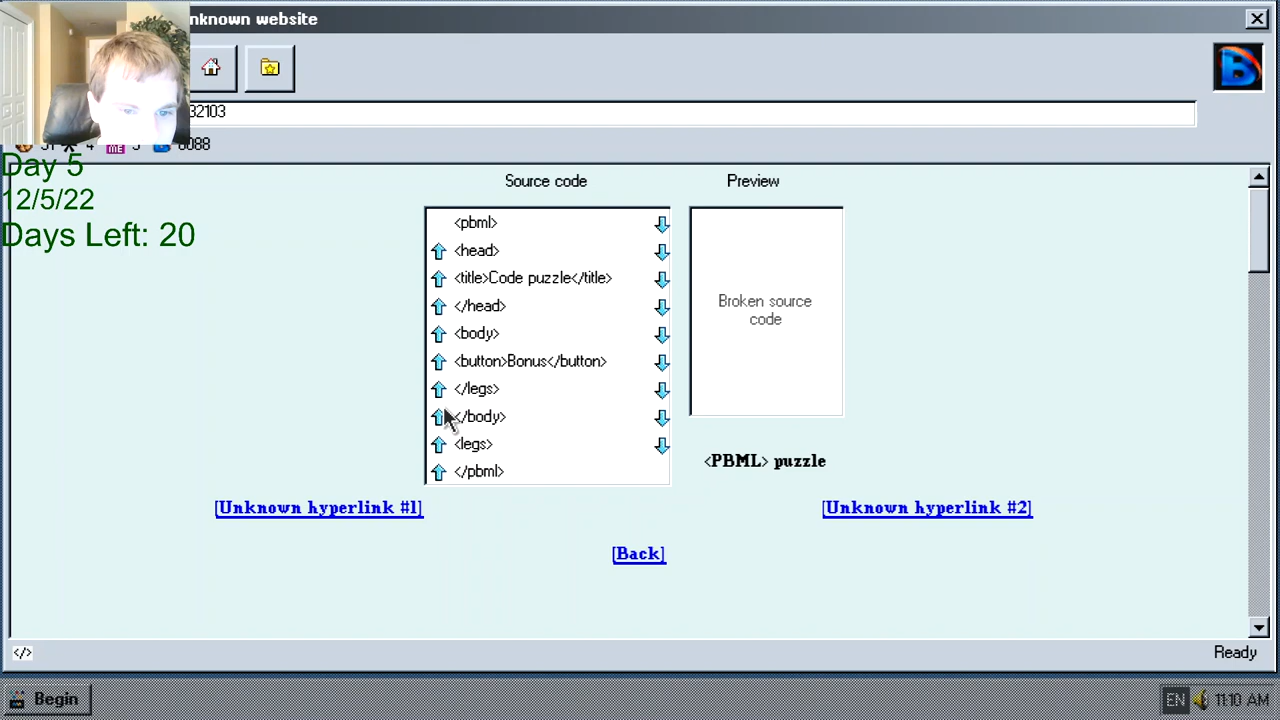 nknown website
32103
8088
Day 5
12/5/22
Days Left: 20
Source code
Preview
<pbml>
<head>
<title>Code puzzle</title>
</head>
<body>
<button>Bonus</button>
</legs>
</body>
<legs>
</pbml>
Broken source
code
<PBML> puzzle
[Unknown hyperlink #1]
[Unknown hyperlink #2]
[Back]
</>
Ready
Begin
EN
11:10 AM